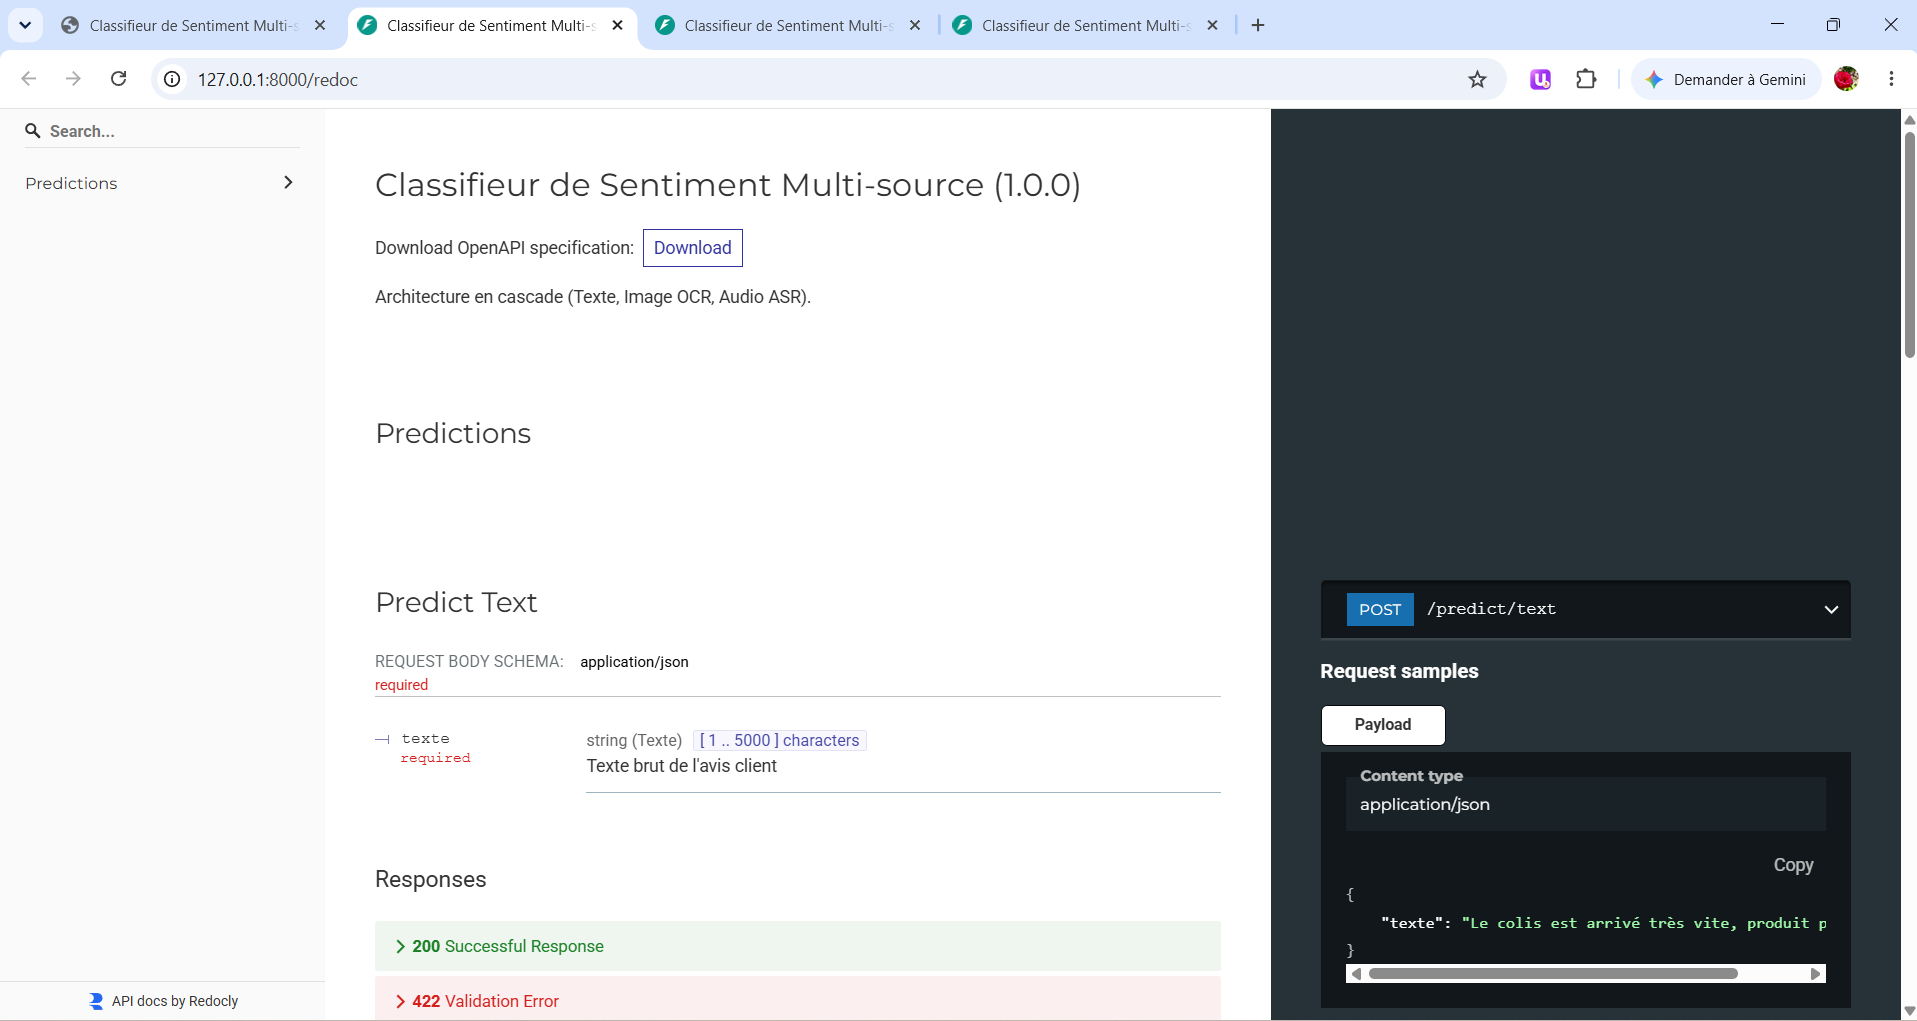 Classifieur de Sentiment Multi-s
Classifieur de Sentiment Multi-s
Classifieur de Sentiment Multi-s
Classifieur de Sentiment Multi-s
127.0.0.1:8000/redoc
Demander à Gemini
Search...
Predictions
Classifieur de Sentiment Multi-source (1.0.0)
Download OpenAPI specification: Download
Architecture en cascade (Texte, Image OCR, Audio ASR).
Predictions
Predict Text
REQUEST BODY SCHEMA: application/json
required
texte
required
string (Texte) [ 1 .. 5000 ] characters
Texte brut de l'avis client
Responses
200 Successful Response
422 Validation Error
POST /predict/text
Request samples
Payload
Content type
application/json
Copy
{
"texte": "Le colis est arrivé très vite, produit p
}
API docs by Redocly